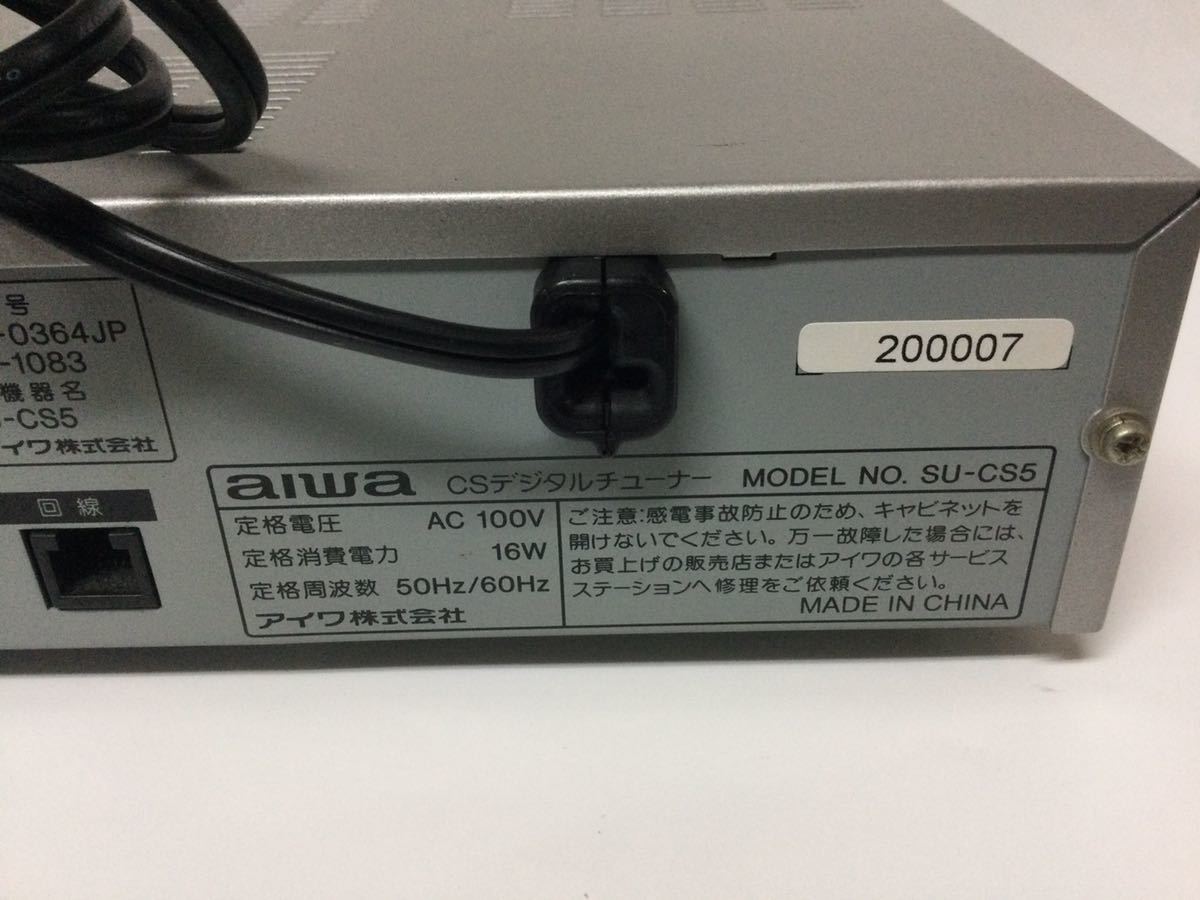 号
-0364JP
-1083
機器名
-CS5
イワ株式会社
回線
200007
aiwa CSデジタルチューナー MODEL NO. SU-CS5
定格電圧 AC 100V
定格消費電力 16W
定格周波数 50Hz/60Hz
アイワ株式会社
ご注意:感電事故防止のため、キャビネットを
開けないでください。万一故障した場合には、
お買上げの販売店またはアイワの各サービス
ステーションへ修理をご依頼ください。
MADE IN CHINA